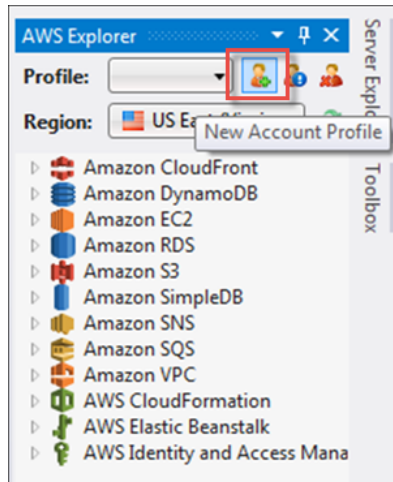 AWS Explorer
Profile:
Region: US Ea
New Account Profile
Amazon CloudFront
Amazon DynamoDB
Amazon EC2
Amazon RDS
Amazon S3
Amazon SimpleDB
Amazon SNS
Amazon SQS
Amazon VPC
AWS CloudFormation
AWS Elastic Beanstalk
AWS Identity and Access Mana
Server Explo
Toolbox